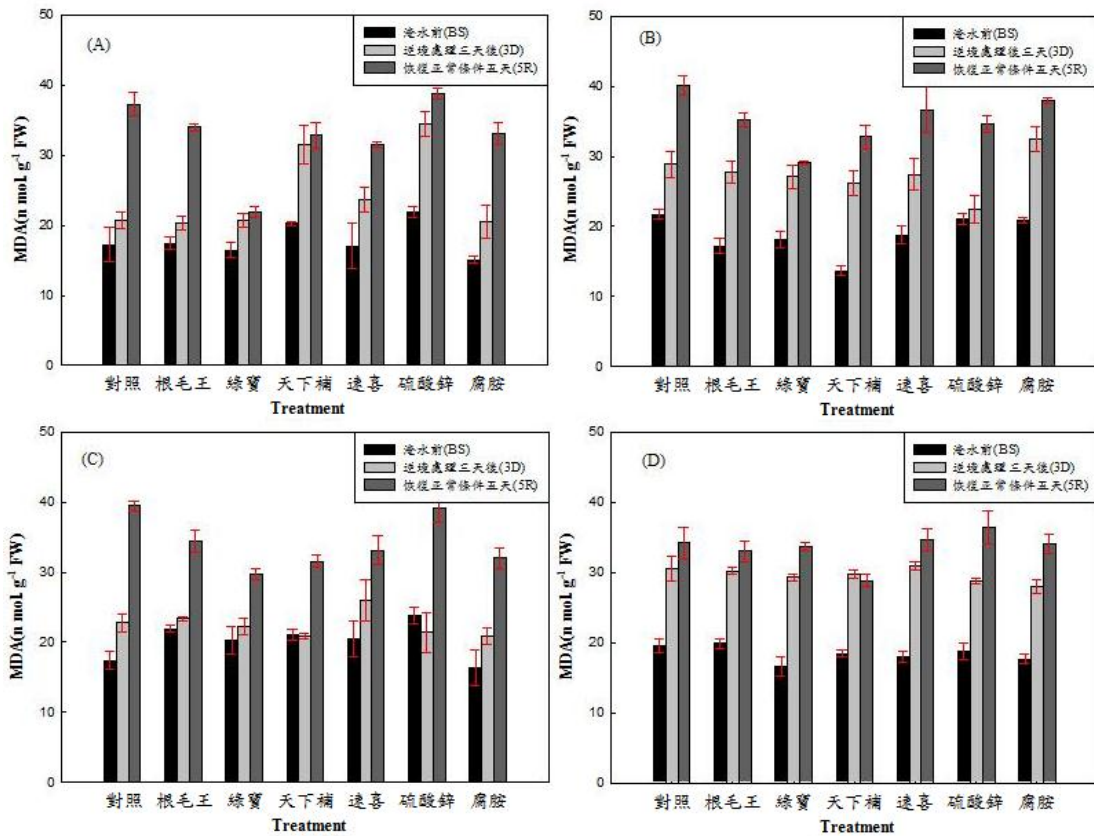 (A)
淹水前(BS)
逆境處理三天後(3D)
恢復正常條件五天(5R)
MDA(n mol. g⁻¹ FW)
50
40
30
20
10
0
對照 根毛王 綠寶 天下補 速喜 硫酸鋅 腐胺
Treatment
(B)
淹水前(BS)
逆境處理後三天(3D)
恢復正常條件五天(5R)
MDA(n mol. g⁻¹ FW)
50
40
30
20
10
0
對照 根毛王 綠寶 天下補 速喜 硫酸鋅 腐胺
Treatment
(C)
淹水前(BS)
逆境處理三天後(3D)
恢復正常條件五天(5R)
MDA(n mol. g⁻¹ FW)
50
40
30
20
10
0
對照 根毛王 綠寶 天下補 速喜 硫酸鋅 腐胺
Treatment
(D)
淹水前(BS)
逆境處理三天後(3D)
恢復正常條件五天(5R)
MDA(n mol. g⁻¹ FW)
50
40
30
20
10
0
對照 根毛王 綠寶 天下補 速喜 硫酸鋅 腐胺
Treatment